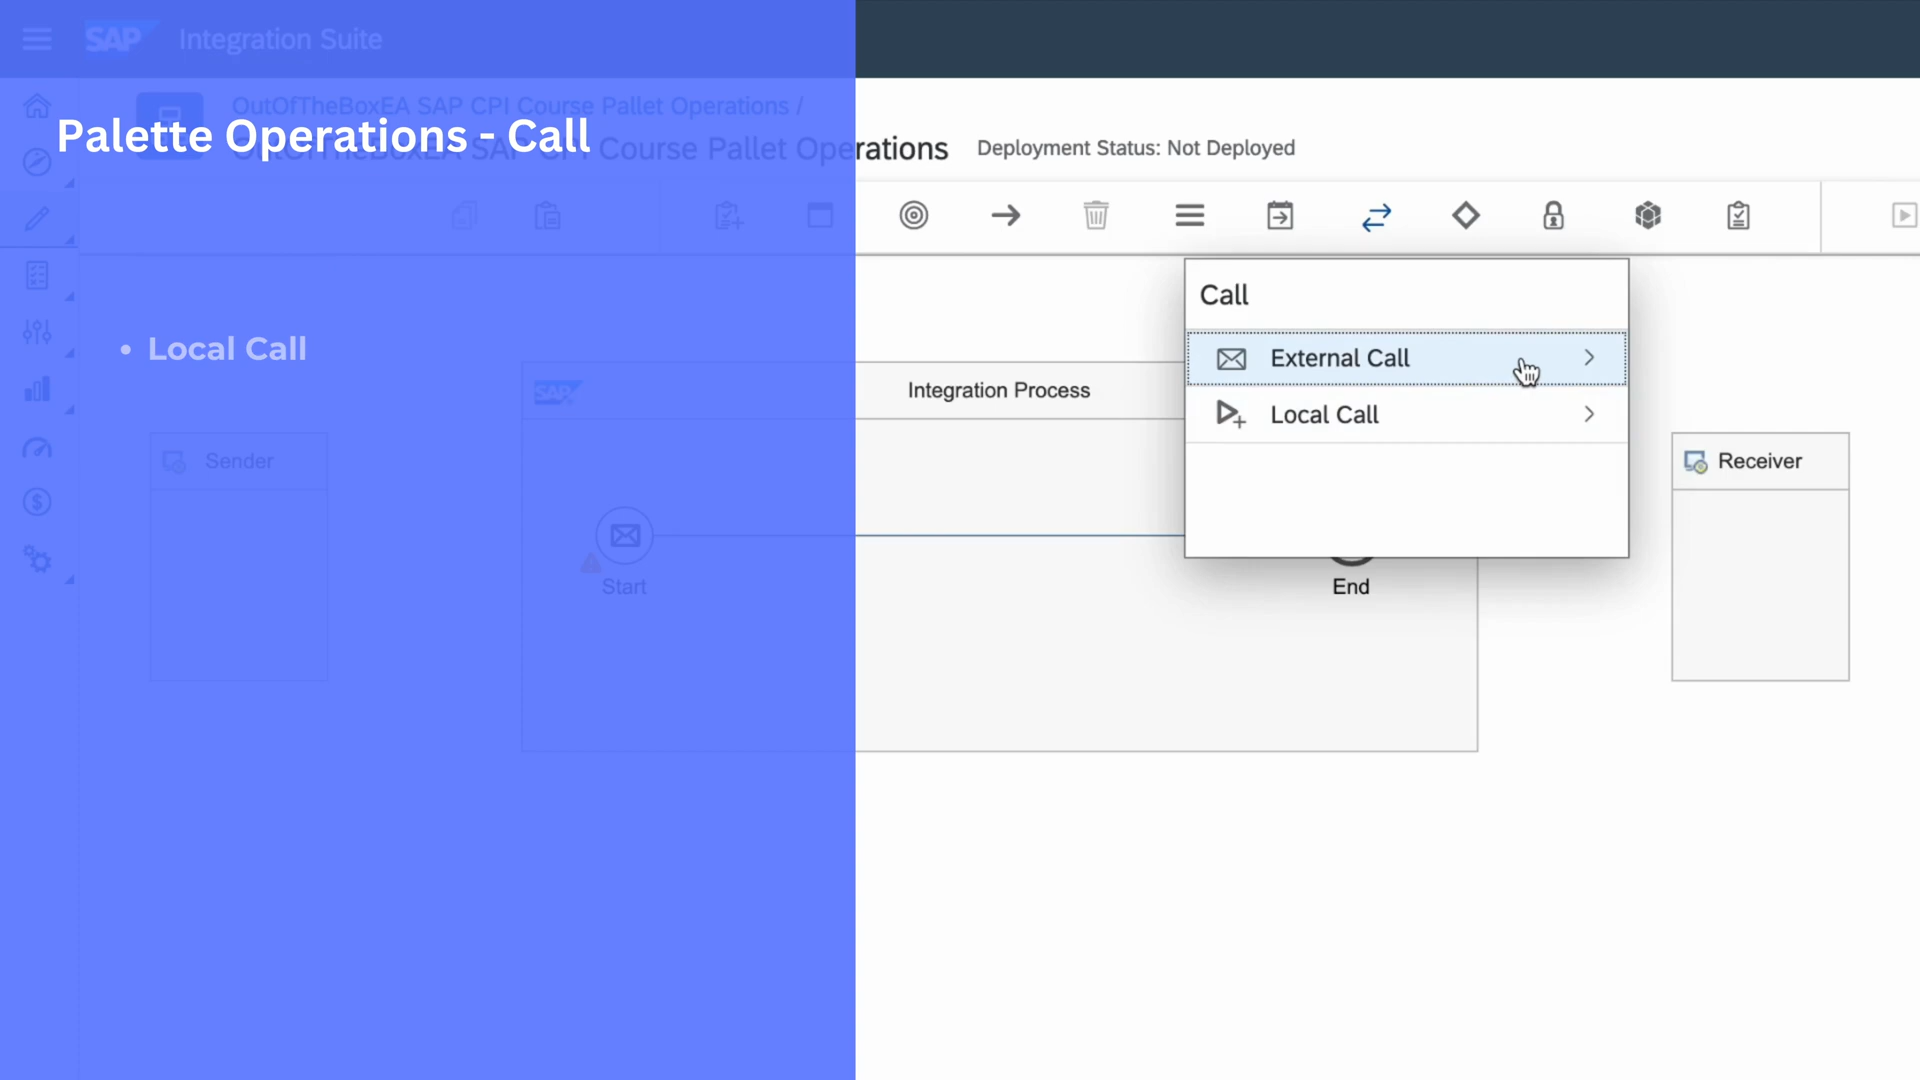 SAP Integration Suite
OutOfTheBoxEA SAP CPI Course Pallet Operations /
Palette Operations - Call
OutOfTheBoxEA SAP CPI Course Pallet Operations
Deployment Status: Not Deployed
Call
• Local Call
External Call
Local Call
SAP
Integration Process
Sender
Receiver
Start
End